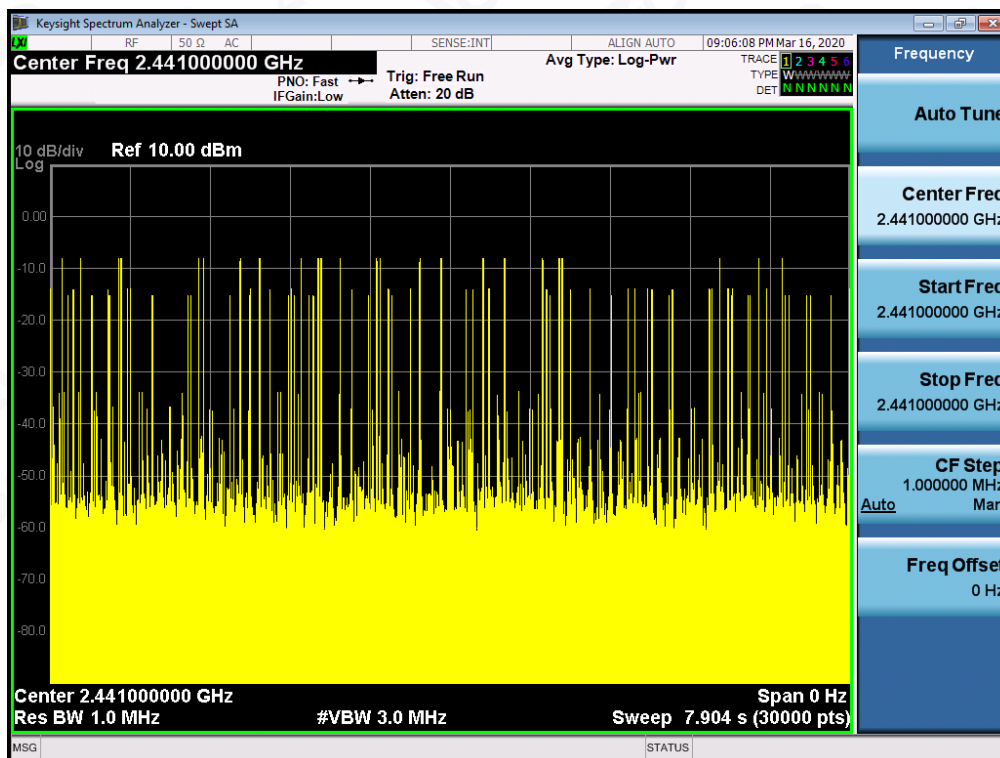 Keysight Spectrum Analyzer - Swept SA
LXI RF 50 Ω AC SENSE:INT ALIGN AUTO 09:06:08 PM Mar 16, 2020
Center Freq 2.441000000 GHz
PNO: Fast
IFGain:Low
Trig: Free Run
Atten: 20 dB
Avg Type: Log-Pwr
TRACE 1 2 3 4 5 6
TYPE W
DET N N N N N N
10 dB/div
Log
Ref 10.00 dBm
0.00
-10.0
-20.0
-30.0
-40.0
-50.0
-60.0
-70.0
-80.0
Center 2.441000000 GHz
Span 0 Hz
Res BW 1.0 MHz
#VBW 3.0 MHz
Sweep 7.904 s (30000 pts)
MSG
STATUS
Frequency
Auto Tune
Center Freq
2.441000000 GHz
Start Freq
2.441000000 GHz
Stop Freq
2.441000000 GHz
CF Step
1.000000 MHz
Auto Man
Freq Offset
0 Hz